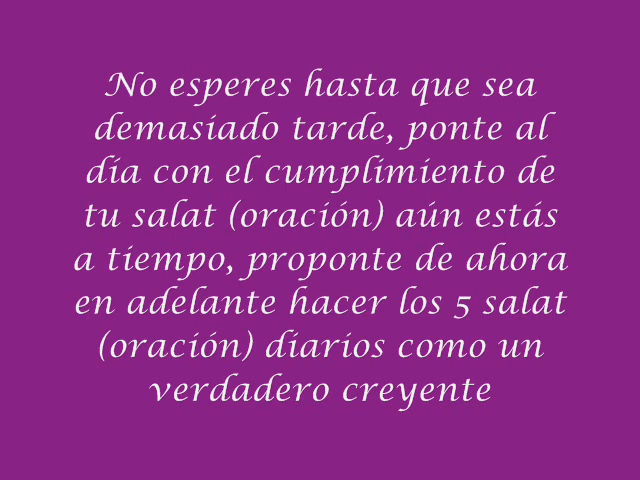 No esperes hasta que sea
demasiado tarde, ponte al
día con el cumplimiento de
tu salat (oración) aún estás
a tiempo, proponte de ahora
en adelante hacer los 5 salat
(oración) diarios como un
verdadero creyente